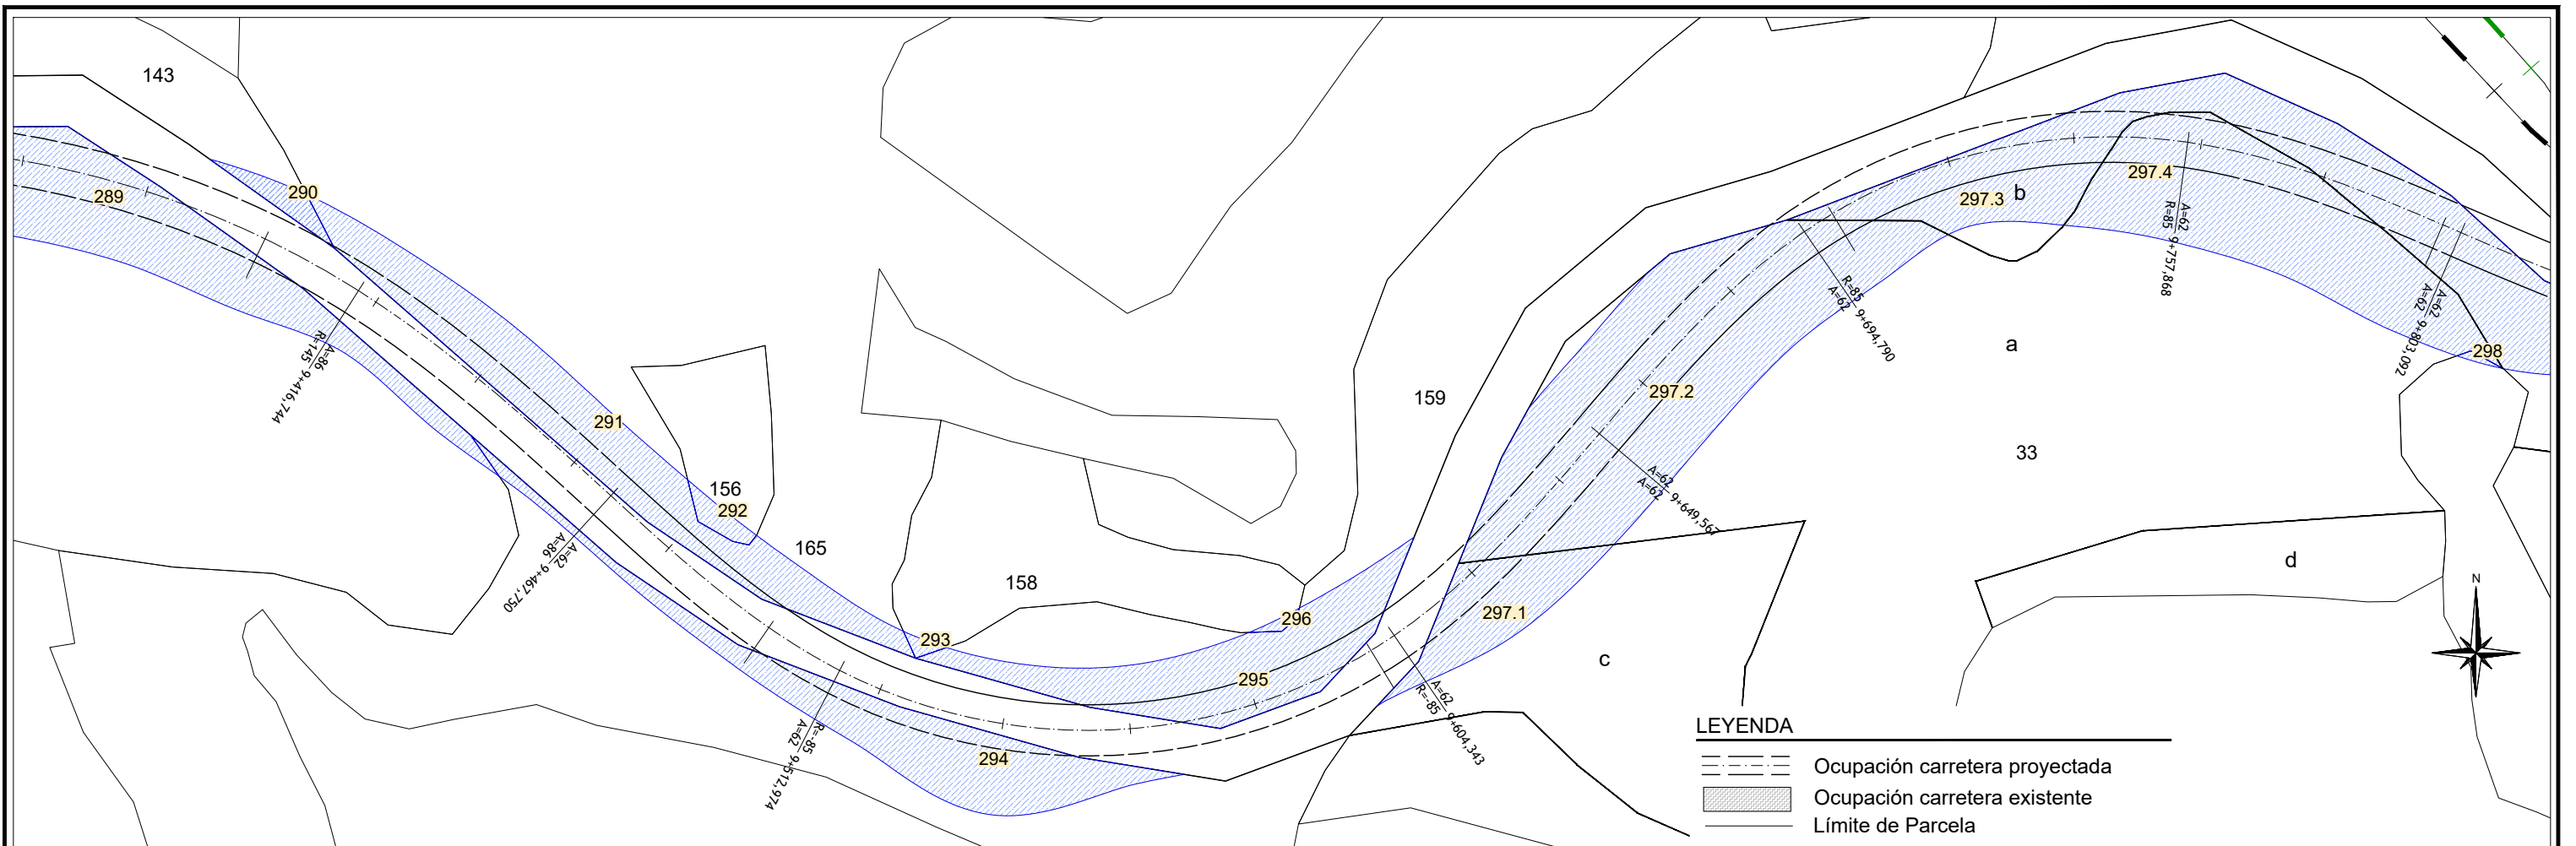 143
290
289
A=86
R=145 9+416,744
291
156
292
165
A=62
A=86 9+467,750
158
293
294
R=-85
A=62 9+512,974
295
296
159
A=62
R=-85 9+604,343
297.1
297.2
A=62
A=62 9+649,567
R=85
A=62 9+694,790
297.3
b
297.4
A=62
R=85 9+757,868
A=62
A=62 9+803,092
298
a
33
c
d
N
LEYENDA
Ocupación carretera proyectada
Ocupación carretera existente
Límite de Parcela